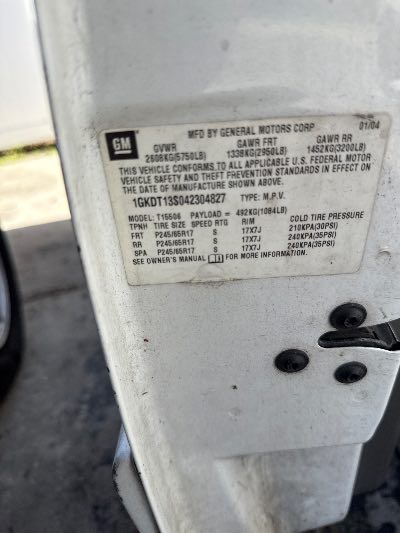 GM
MFD BY GENERAL MOTORS CORP 01/04
GVWR GAWR FRT GAWR RR
2608KG(5750LB) 1338KG(2950LB) 1452KG(3200LB)
THIS VEHICLE CONFORMS TO ALL APPLICABLE U.S. FEDERAL MOTOR
VEHICLE SAFETY AND THEFT PREVENTION STANDARDS IN EFFECT ON
THE DATE OF MANUFACTURE SHOWN ABOVE.
1GKDT13S042304827 TYPE: M.P.V.
MODEL: T15506 PAYLOAD = 492KG(1084LB)
TPNH TIRE SIZE SPEED RTG RIM COLD TIRE PRESSURE
FRT P245/65R17 S 17X7J 210KPA(30PSI)
RR P245/65R17 S 17X7J 240KPA(35PSI)
SPA P245/65R17 S 17X7J 240KPA(35PSI)
SEE OWNER'S MANUAL FOR MORE INFORMATION.